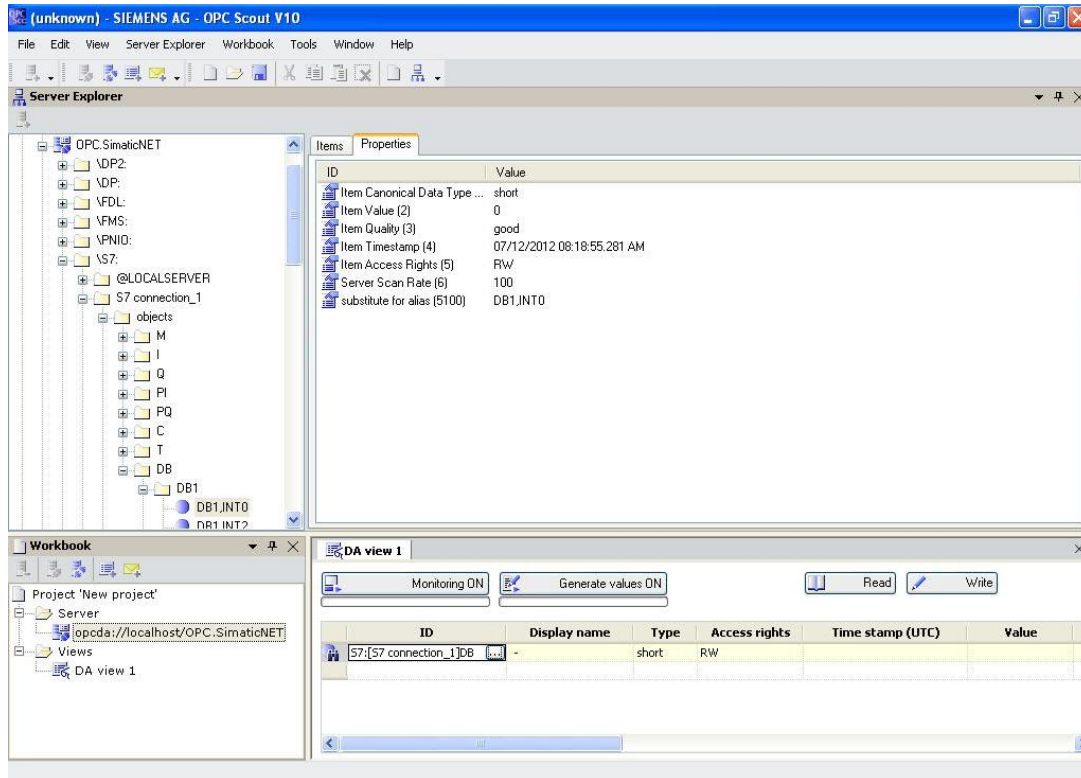 (unknown) - SIEMENS AG - OPC Scout V10
File Edit View Server Explorer Workbook Tools Window Help
Server Explorer
OPC.SimaticNET
\DP2:
\DP:
\FDL:
\FMS:
\PNIO:
\S7:
@LOCALSERVER
S7 connection_1
objects
M
I
Q
PI
PQ
C
T
DB
DB1
DB1,INT0
DB1,INT2
Items Properties
ID Value
Item Canonical Data Type ... short
Item Value (2) 0
Item Quality (3) good
Item Timestamp (4) 07/12/2012 08:18:55.281 AM
Item Access Rights (5) RW
Server Scan Rate (6) 100
substitute for alias (5100) DB1,INT0
Workbook
Project 'New project'
Server
opcda://localhost/OPC.SimaticNET
Views
DA view 1
DA view 1
Monitoring ON Generate values ON Read Write
ID Display name Type Access rights Time stamp (UTC) Value
S7:[S7 connection_1]DB ... - short RW